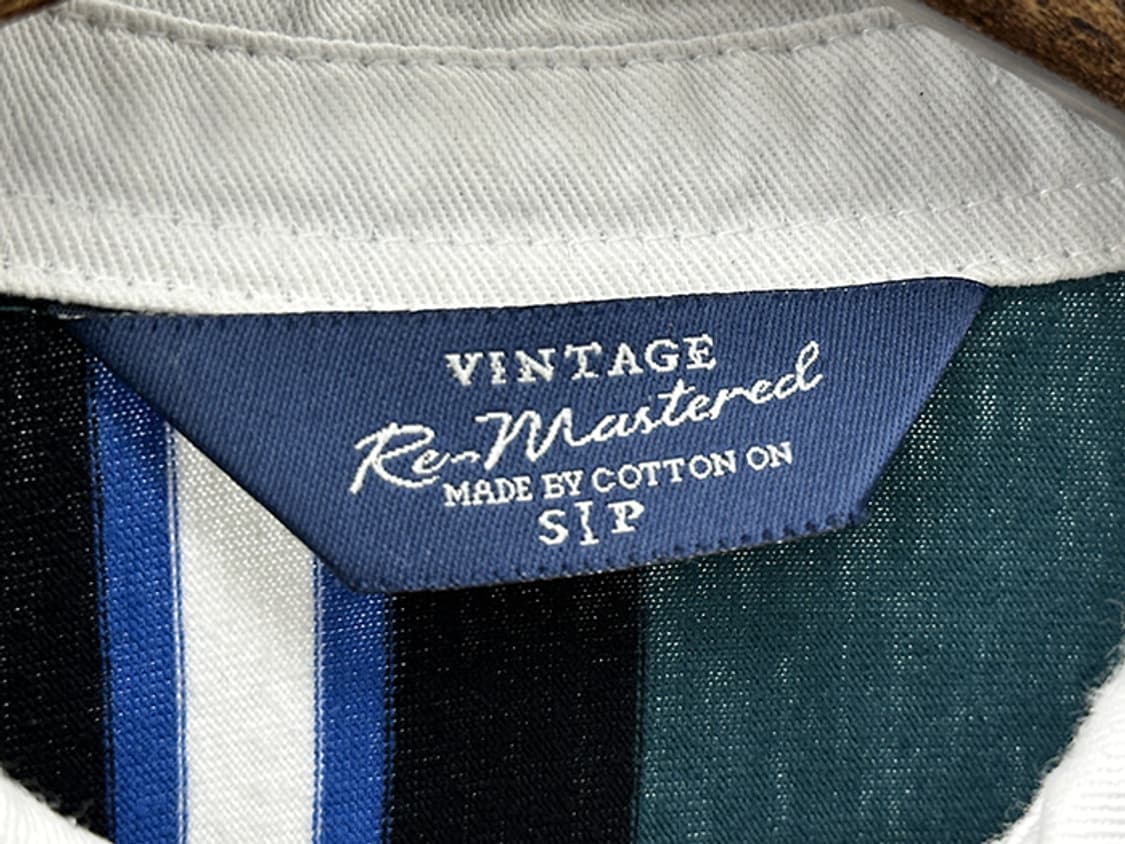 VINTAGE
Re-Mastered
MADE BY COTTON ON
S|P